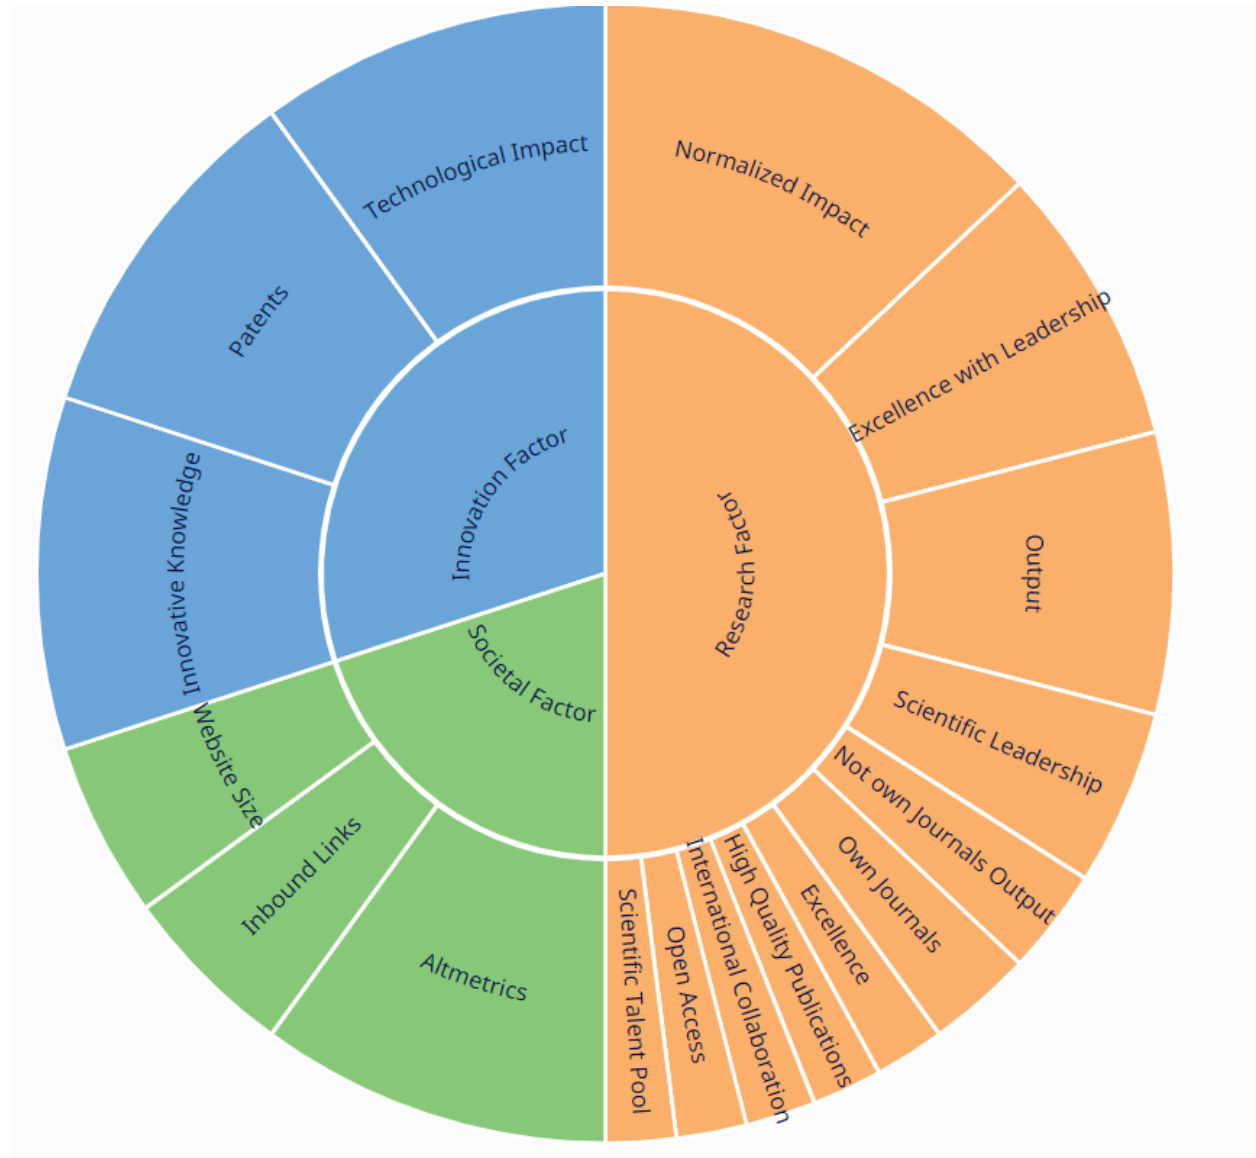 Technological Impact
Normalized Impact
Patents
Excellence with Leadership
Innovation Factor
Innovative Knowledge
Research Factor
Output
Societal Factor
Website Size
Scientific Leadership
Not own Journals Output
Inbound Links
Own Journals
High Quality Publications
International Collaboration
Excellence
Scientific Talent Pool
Open Access
Altmetrics